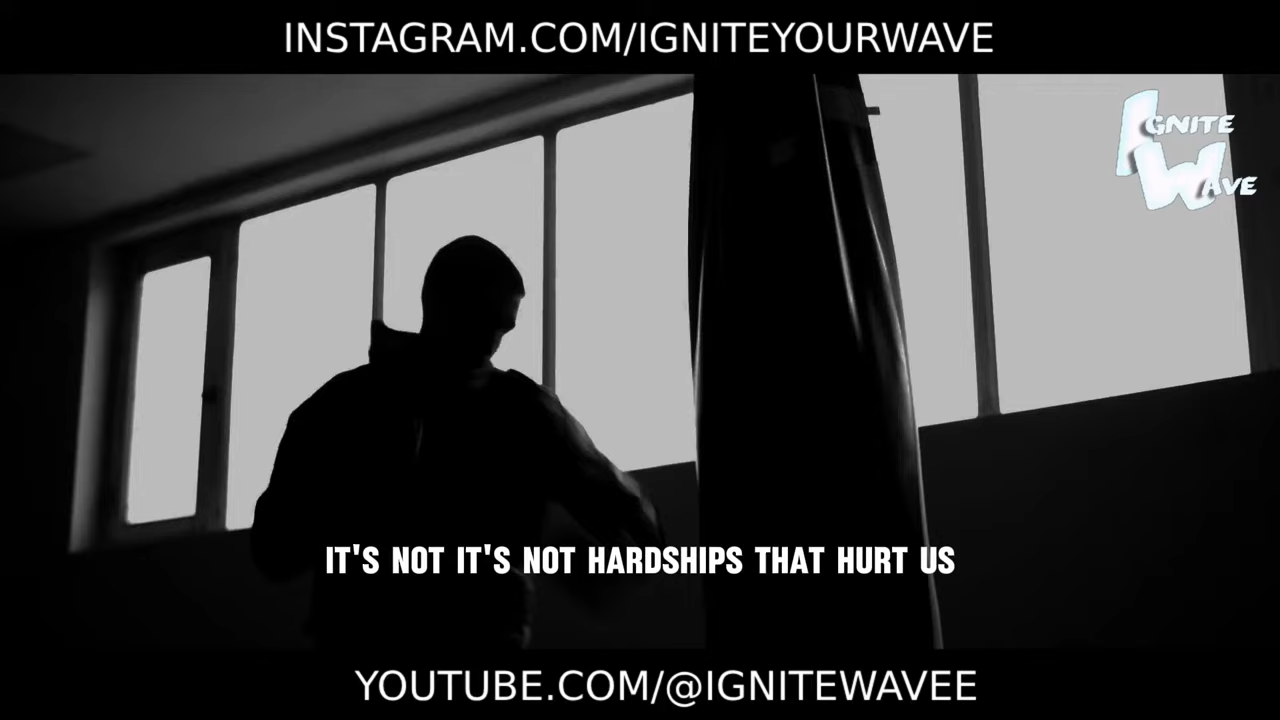 INSTAGRAM.COM/IGNITEYOURWAVE
IGNITE
WAVE
IT'S NOT IT'S NOT HARDSHIPS THAT HURT US
YOUTUBE.COM/@IGNITEWAVEE